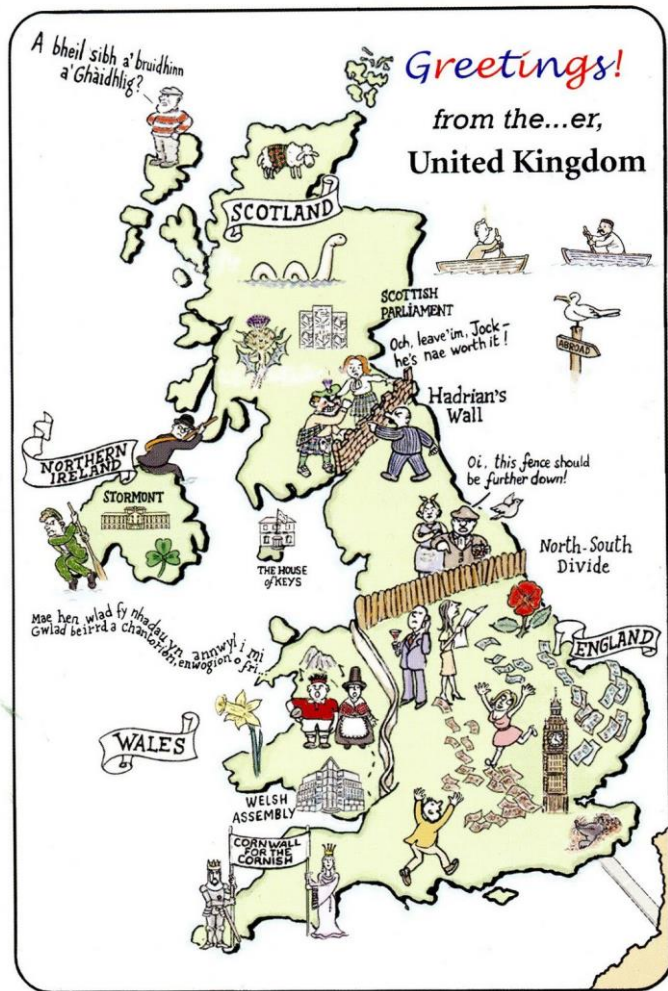 Greetings!
from the...er,
United Kingdom
A bheil sibh a' bruidhinn
a' Ghàidhlig?
SCOTLAND
SCOTTISH
PARLIAMENT
Och, leave 'im, Jock –
he's nae worth it!
ABROAD
Hadrian's
Wall
NORTHERN
IRELAND
STORMONT
Oi, this fence should
be further down!
THE HOUSE
of KEYS
North-South
Divide
Mae hen wlad fy nhadau yn annwyl i mi
Gwlad beirdd a chantorion, enwogion o fri...
ENGLAND
WALES
WELSH
ASSEMBLY
CORNWALL
FOR THE
CORNISH